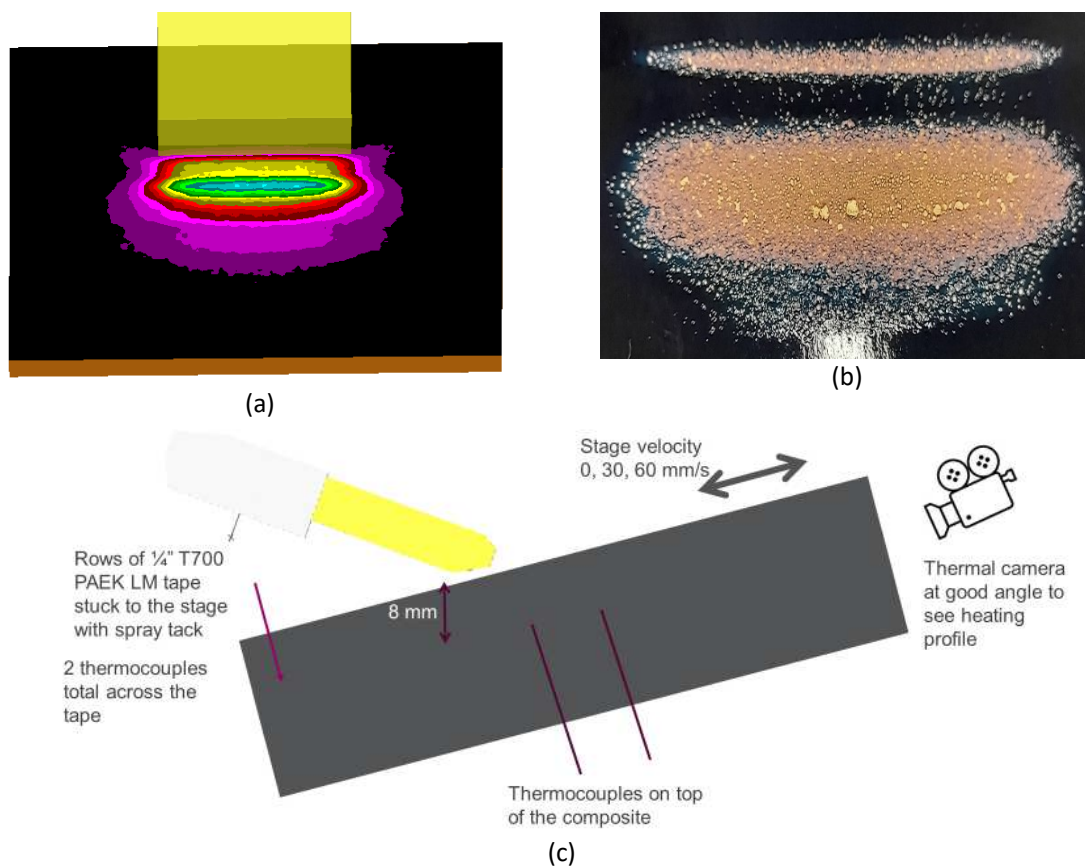 (a)
(b)
Stage velocity
0, 30, 60 mm/s
Rows of ¼" T700
PAEK LM tape
stuck to the stage
with spray tack
2 thermocouples
total across the
tape
8 mm
Thermal camera
at good angle to
see heating
profile
Thermocouples on top
of the composite
(c)